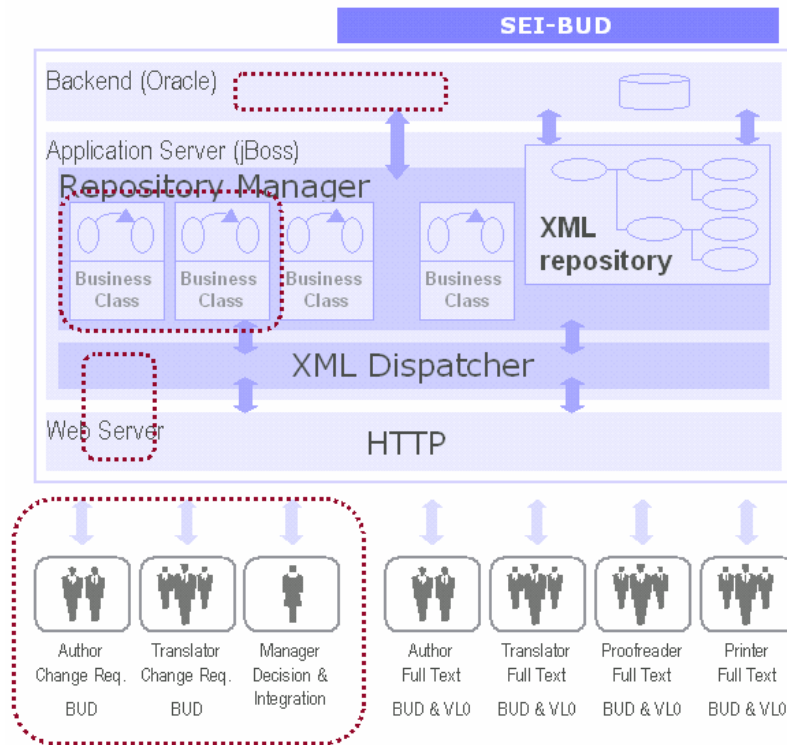 SEI-BUD
Backend (Oracle)
Application Server (jBoss)
Repository Manager
XML
repository
Business
Class
Business
Class
Business
Class
Business
Class
XML Dispatcher
Web Server
HTTP
Author
Change Req.
BUD
Translator
Change Req.
BUD
Manager
Decision &
Integration
Author
Full Text
BUD & VL0
Translator
Full Text
BUD & VL0
Proofreader
Full Text
BUD & VL0
Printer
Full Text
BUD & VL0